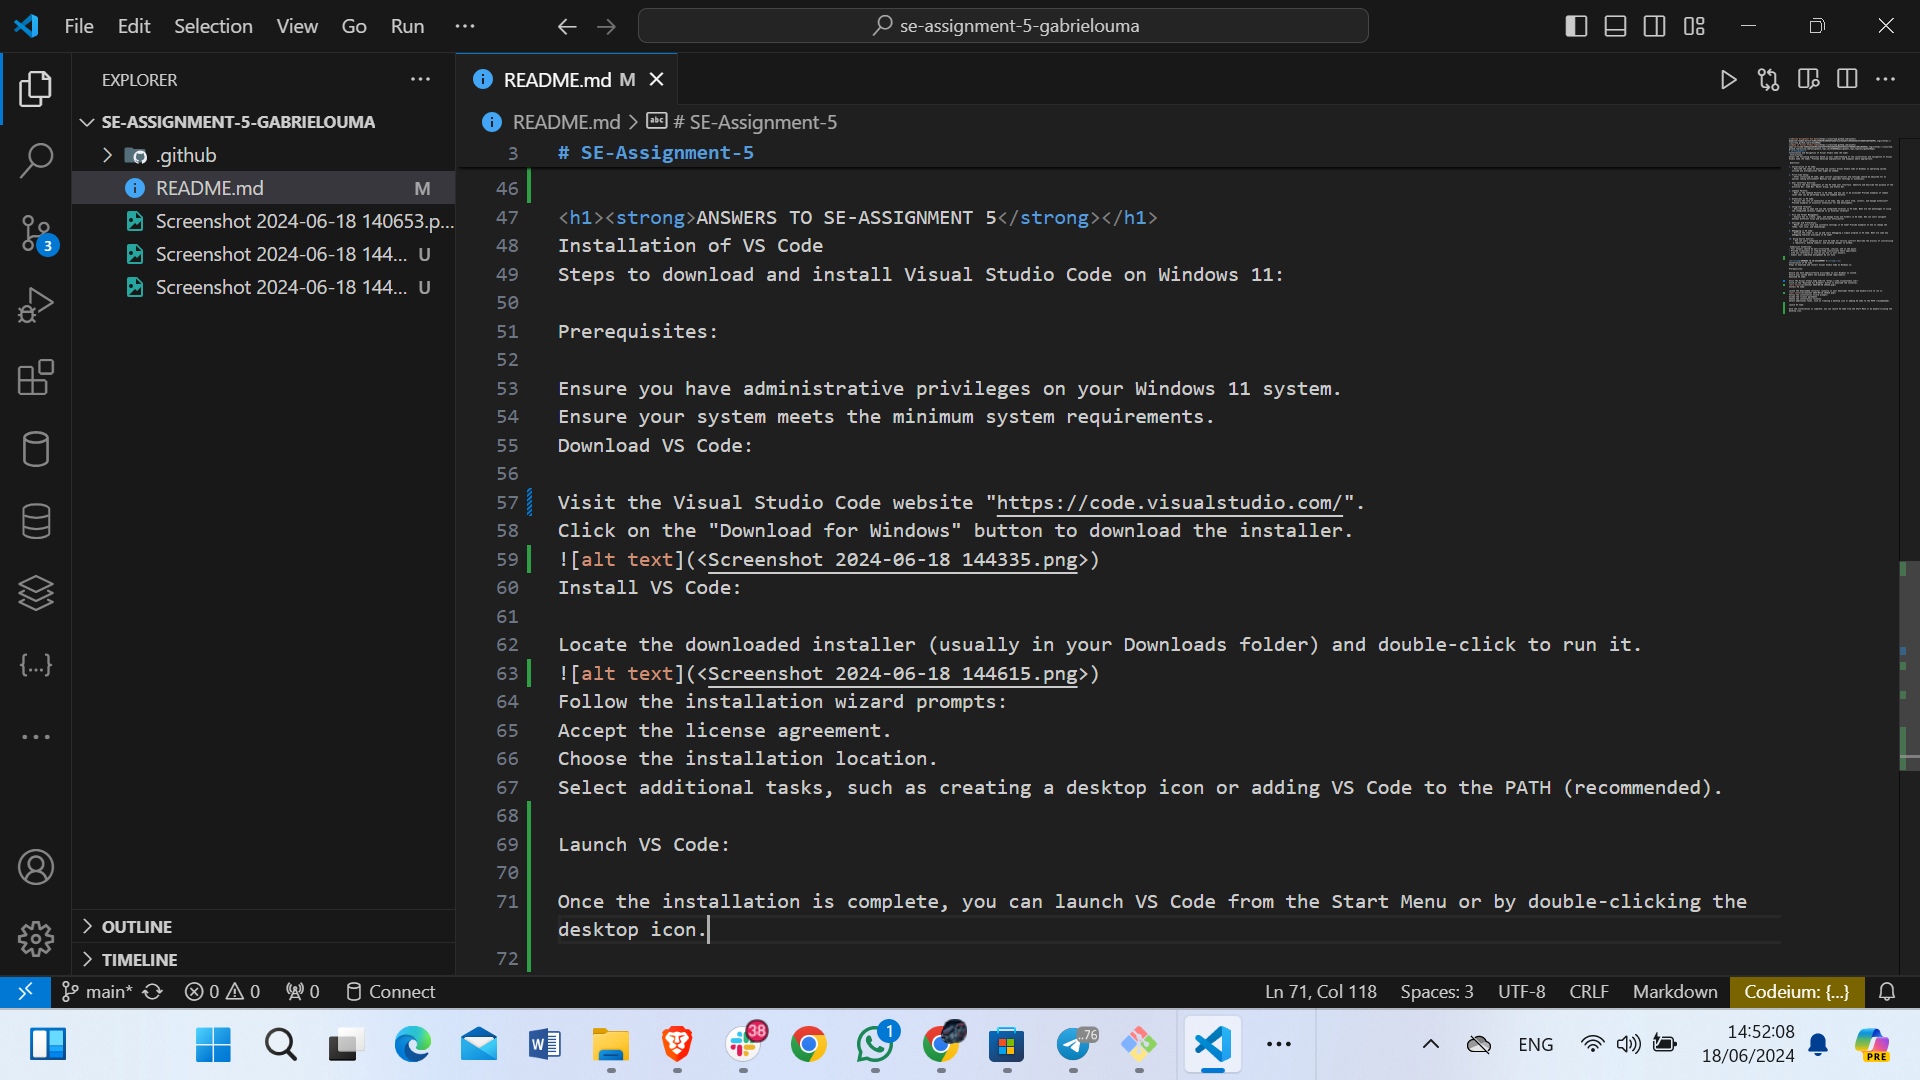 File Edit Selection View Go Run ···
se-assignment-5-gabrielouma
EXPLORER
README.md M
SE-ASSIGNMENT-5-GABRIELOUMA
README.md > # SE-Assignment-5
.github
3 # SE-Assignment-5
README.md M
46
Screenshot 2024-06-18 140653.p...
47 <h1><strong>ANSWERS TO SE-ASSIGNMENT 5</strong></h1>
3
48 Installation of VS Code
Screenshot 2024-06-18 144... U
49 Steps to download and install Visual Studio Code on Windows 11:
Screenshot 2024-06-18 144... U
50
51 Prerequisites:
52
53 Ensure you have administrative privileges on your Windows 11 system.
54 Ensure your system meets the minimum system requirements.
55 Download VS Code:
56
57 Visit the Visual Studio Code website "https://code.visualstudio.com/".
58 Click on the "Download for Windows" button to download the installer.
59 ![alt text](<Screenshot 2024-06-18 144335.png>)
60 Install VS Code:
61
62 Locate the downloaded installer (usually in your Downloads folder) and double-click to run it.
63 ![alt text](<Screenshot 2024-06-18 144615.png>)
64 Follow the installation wizard prompts:
65 Accept the license agreement.
66 Choose the installation location.
67 Select additional tasks, such as creating a desktop icon or adding VS Code to the PATH (recommended).
68
69 Launch VS Code:
70
71 Once the installation is complete, you can launch VS Code from the Start Menu or by double-clicking the
desktop icon.
72
OUTLINE
TIMELINE
main* 0 0 0 Connect
Ln 71, Col 118 Spaces: 3 UTF-8 CRLF Markdown Codeium: {...}
38 1 ..76
ENG
14:52:08
18/06/2024
PRE